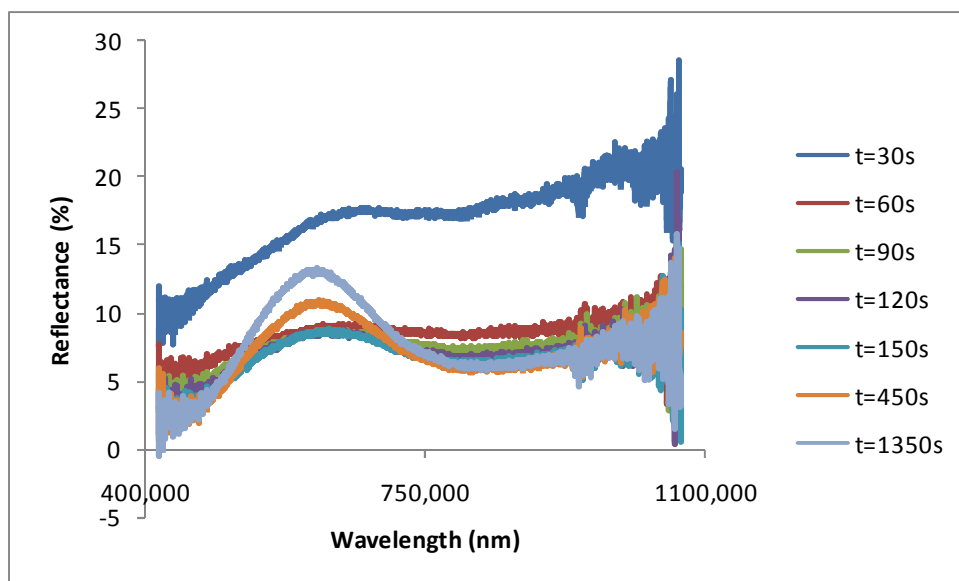 30
25
20
15
10
5
0
-5
Reflectance (%)
400,000 750,000 1100,000
Wavelength (nm)
t=30s
t=60s
t=90s
t=120s
t=150s
t=450s
t=1350s